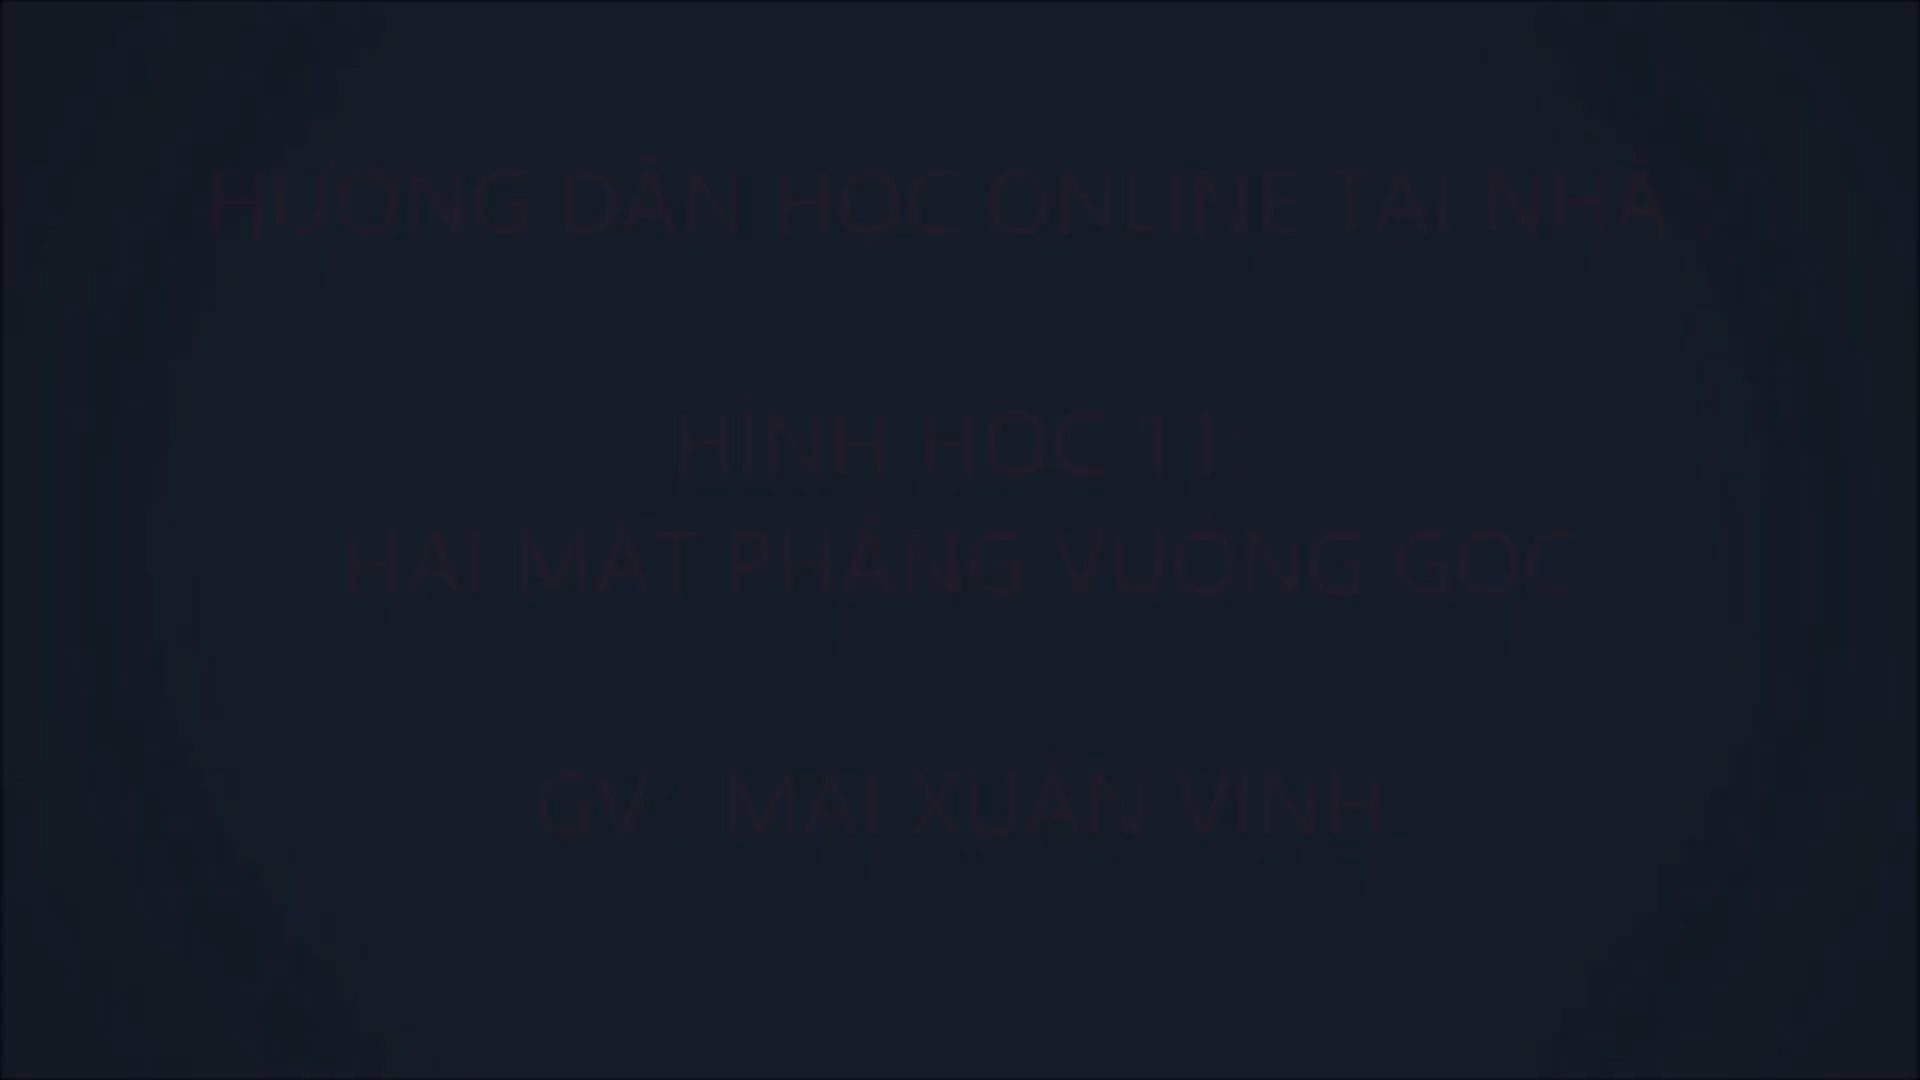 HƯỚNG DẪN HỌC ONLINE TẠI NHÀ :
HÌNH HỌC 11:
HAI MẶT PHẲNG VUÔNG GÓC
GV : MAI XUÂN VINH